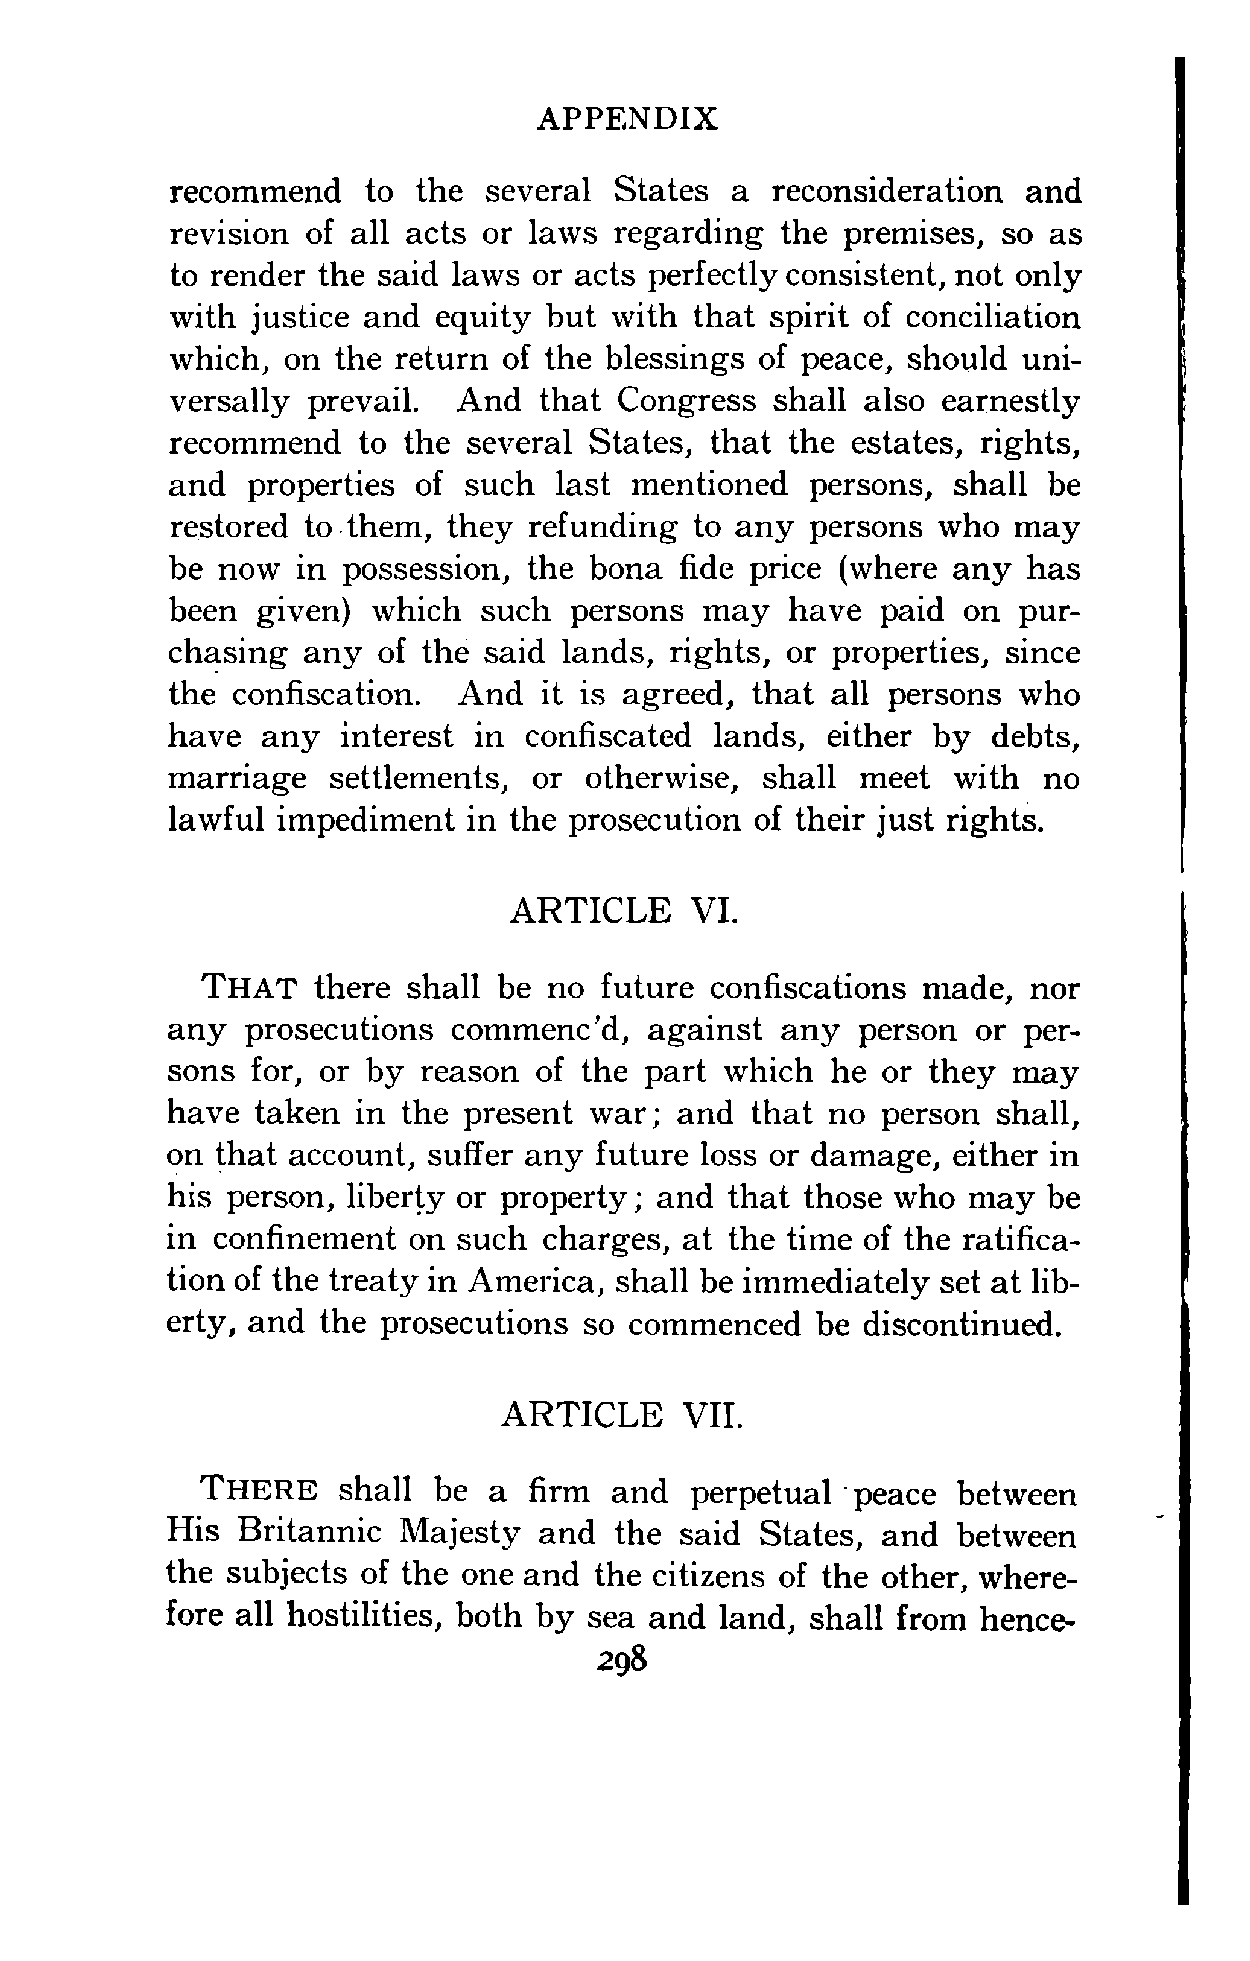 APPENDIX
recommend to the several States a reconsideration and
revision of all acts or laws regarding the premises, so as
to render the said laws or acts perfectly consistent, not only
with justice and equity but with that spirit of conciliation
which, on the return of the blessings of peace, should uni-
versally prevail. And that Congress shall also earnestly
recommend to the several States, that the estates, rights,
and properties of such last mentioned persons, shall be
restored to them, they refunding to any persons who may
be now in possession, the bona fide price (where any has
been given) which such persons may have paid on pur-
chasing any of the said lands, rights, or properties, since
the confiscation. And it is agreed, that all persons who
have any interest in confiscated lands, either by debts,
marriage settlements, or otherwise, shall meet with no
lawful impediment in the prosecution of their just rights.
ARTICLE VI.
THAT there shall be no future confiscations made, nor
any prosecutions commenc'd, against any person or per-
sons for, or by reason of the part which he or they may
have taken in the present war; and that no person shall,
on that account, suffer any future loss or damage, either in
his person, liberty or property; and that those who may be
in confinement on such charges, at the time of the ratifica-
tion of the treaty in America, shall be immediately set at lib-
erty, and the prosecutions so commenced be discontinued.
ARTICLE VII.
THERE shall be a firm and perpetual peace between
His Britannic Majesty and the said States, and between
the subjects of the one and the citizens of the other, where-
fore all hostilities, both by sea and land, shall from hence-
298